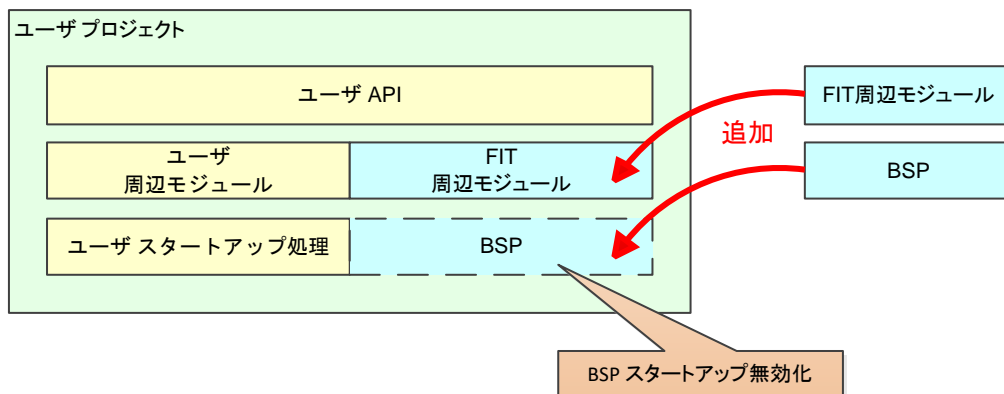 ユーザ プロジェクト
ユーザ API
FIT周辺モジュール
追加
ユーザ
周辺モジュール
FIT
周辺モジュール
BSP
ユーザ スタートアップ処理
BSP
BSP スタートアップ無効化